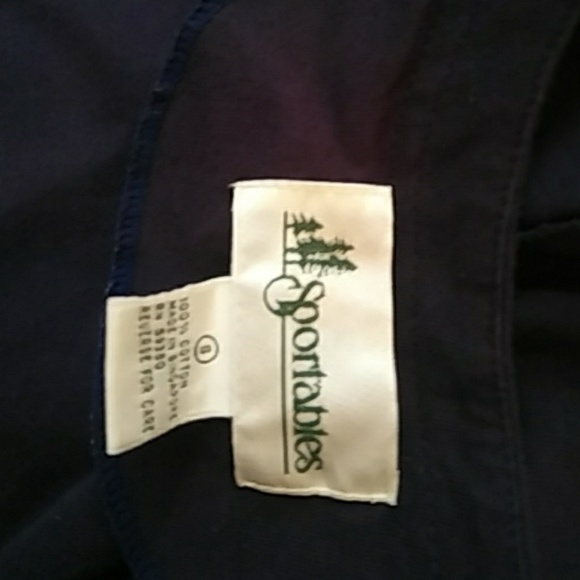 Sportables
8
100% COTTON
MADE IN SINGAPORE
RN 59380
REVERSE FOR CARE